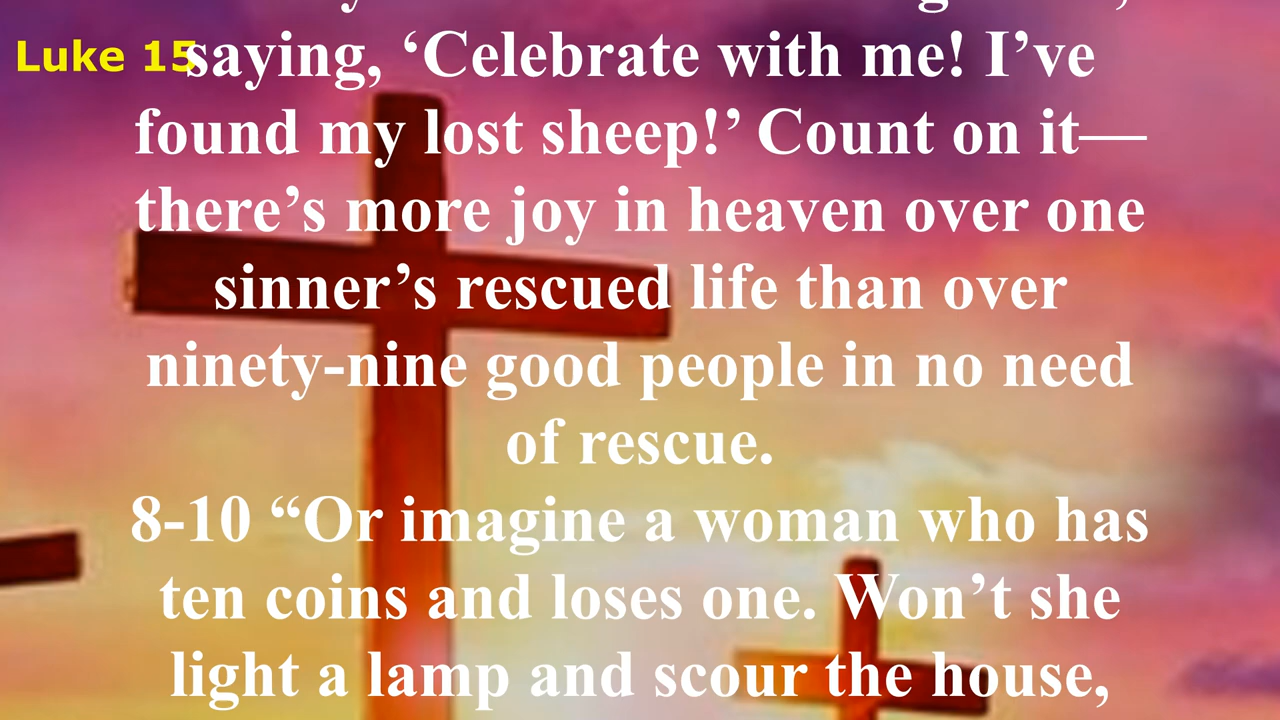 Luke 15
saying, ‘Celebrate with me! I’ve
found my lost sheep!’ Count on it—
there’s more joy in heaven over one
sinner’s rescued life than over
ninety-nine good people in no need
of rescue.
8-10 “Or imagine a woman who has
ten coins and loses one. Won’t she
light a lamp and scour the house,